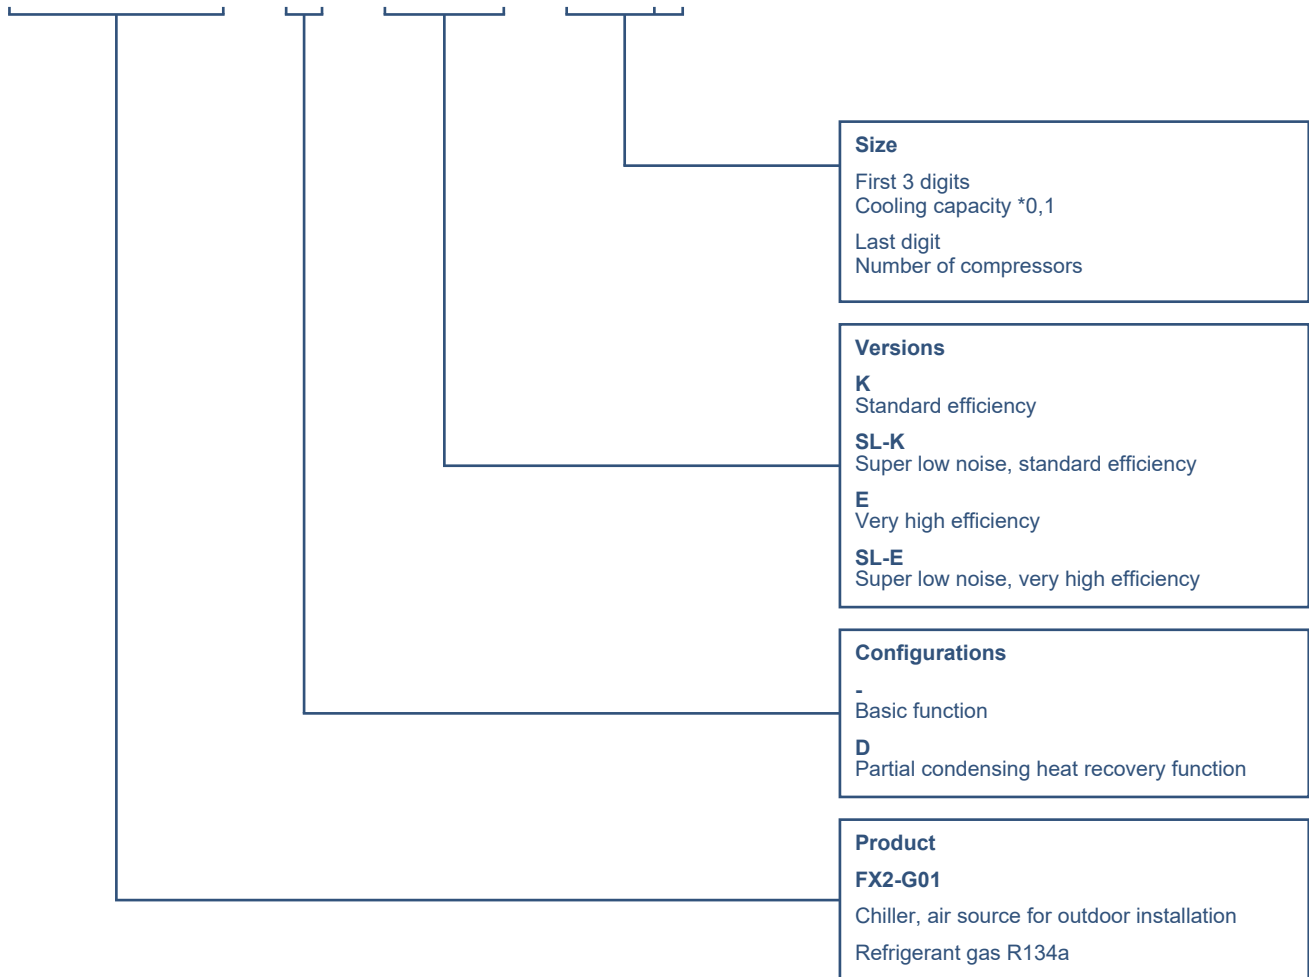 Size
First 3 digits
Cooling capacity *0,1
Last digit
Number of compressors
Versions
K
Standard efficiency
SL-K
Super low noise, standard efficiency
E
Very high efficiency
SL-E
Super low noise, very high efficiency
Configurations
-
Basic function
D
Partial condensing heat recovery function
Product
FX2-G01
Chiller, air source for outdoor installation
Refrigerant gas R134a